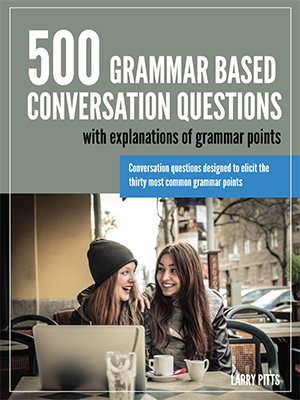 500 GRAMMAR BASED
CONVERSATION QUESTIONS
with explanations of grammar points
Conversation questions designed to elicit the
thirty most common grammar points
LARRY PITTS